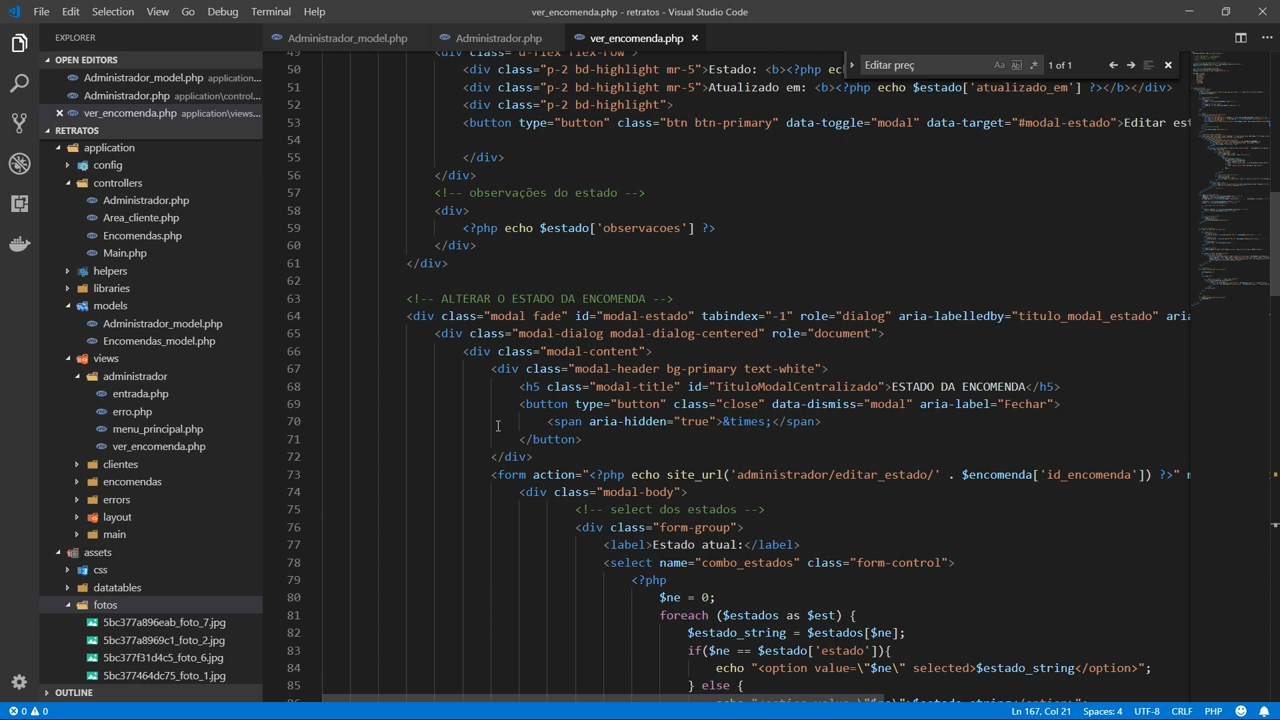 File Edit Selection View Go Debug Terminal Help
ver_encomenda.php - retratos - Visual Studio Code
EXPLORER
Administrador_model.php
Administrador.php
ver_encomenda.php
OPEN EDITORS
Administrador_model.php application...
Administrador.php application\control...
ver_encomenda.php application\views...
RETRATOS
application
config
controllers
Administrador.php
Area_cliente.php
Encomendas.php
Main.php
helpers
libraries
models
Administrador_model.php
Encomendas_model.php
views
administrador
entrada.php
erro.php
menu_principal.php
ver_encomenda.php
clientes
encomendas
errors
layout
main
assets
css
datatables
fotos
5bc377a896eab_foto_7.jpg
5bc377a8969c1_foto_2.jpg
5bc377f31d4c5_foto_6.jpg
5bc377464dc75_foto_1.jpg
OUTLINE
Editar preç
Aa Abl .* 1 of 1
49 <div class="d-flex flex-row">
50 <div class="p-2 bd-highlight mr-5">Estado: <b><?php ec
51 <div class="p-2 bd-highlight mr-5">Atualizado em: <b><?php echo $estado['atualizado_em'] ?></b></div>
52 <div class="p-2 bd-highlight">
53 <button type="button" class="btn btn-primary" data-toggle="modal" data-target="#modal-estado">Editar est
54
55 </div>
56 </div>
57 <!-- observações do estado -->
58 <div>
59 <?php echo $estado['observacoes'] ?>
60 </div>
61 </div>
62
63 <!-- ALTERAR O ESTADO DA ENCOMENDA -->
64 <div class="modal fade" id="modal-estado" tabindex="-1" role="dialog" aria-labelledby="titulo_modal_estado" aria
65 <div class="modal-dialog modal-dialog-centered" role="document">
66 <div class="modal-content">
67 <div class="modal-header bg-primary text-white">
68 <h5 class="modal-title" id="TituloModalCentralizado">ESTADO DA ENCOMENDA</h5>
69 <button type="button" class="close" data-dismiss="modal" aria-label="Fechar">
70 <span aria-hidden="true">&times;</span>
71 </button>
72 </div>
73 <form action="<?php echo site_url('administrador/editar_estado/' . $encomenda['id_encomenda']) ?>" m
74 <div class="modal-body">
75 <!-- select dos estados -->
76 <div class="form-group">
77 <label>Estado atual:</label>
78 <select name="combo_estados" class="form-control">
79 <?php
80 $ne = 0;
81 foreach ($estados as $est) {
82 $estado_string = $estados[$ne];
83 if($ne == $estado['estado']){
84 echo "<option value=\"$ne\" selected>$estado_string</option>";
85 } else {
0 0
Ln 167, Col 21 Spaces: 4 UTF-8 CRLF PHP